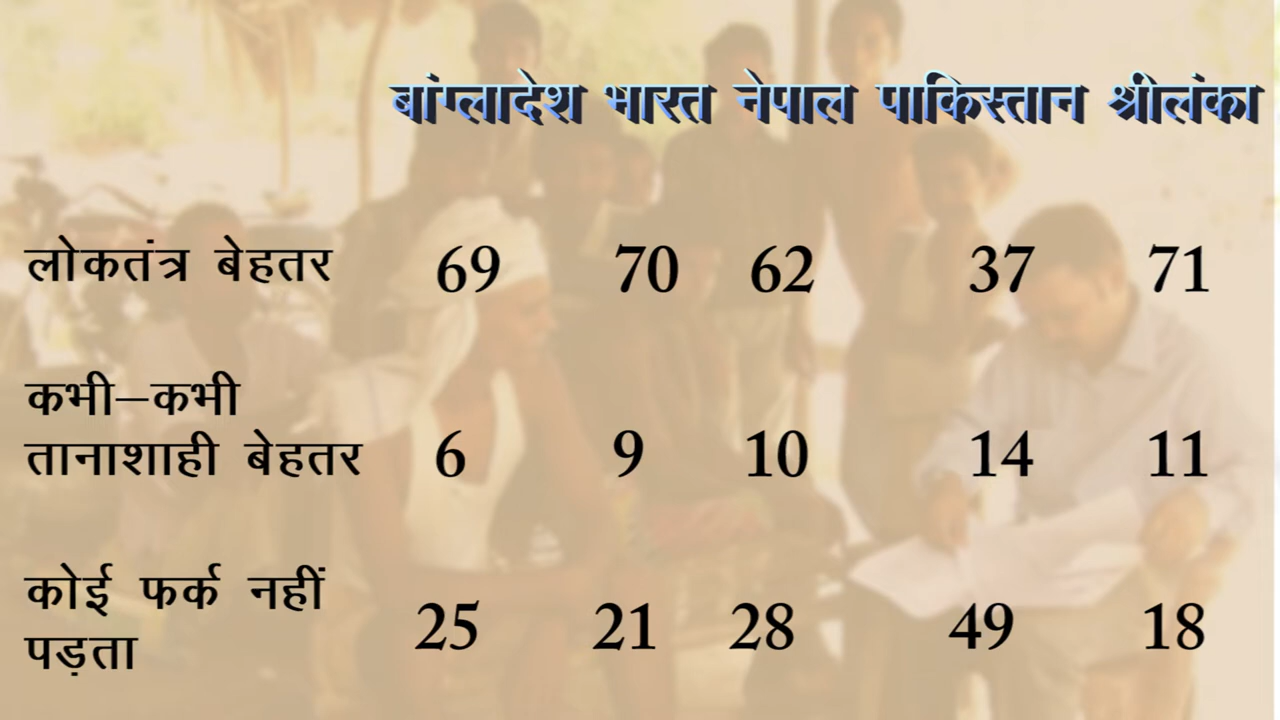 बांग्लादेश भारत नेपाल पाकिस्तान श्रीलंका
लोकतंत्र बेहतर 69 70 62 37 71
कभी–कभी
तानाशाही बेहतर 6 9 10 14 11
कोई फर्क नहीं
पड़ता 25 21 28 49 18